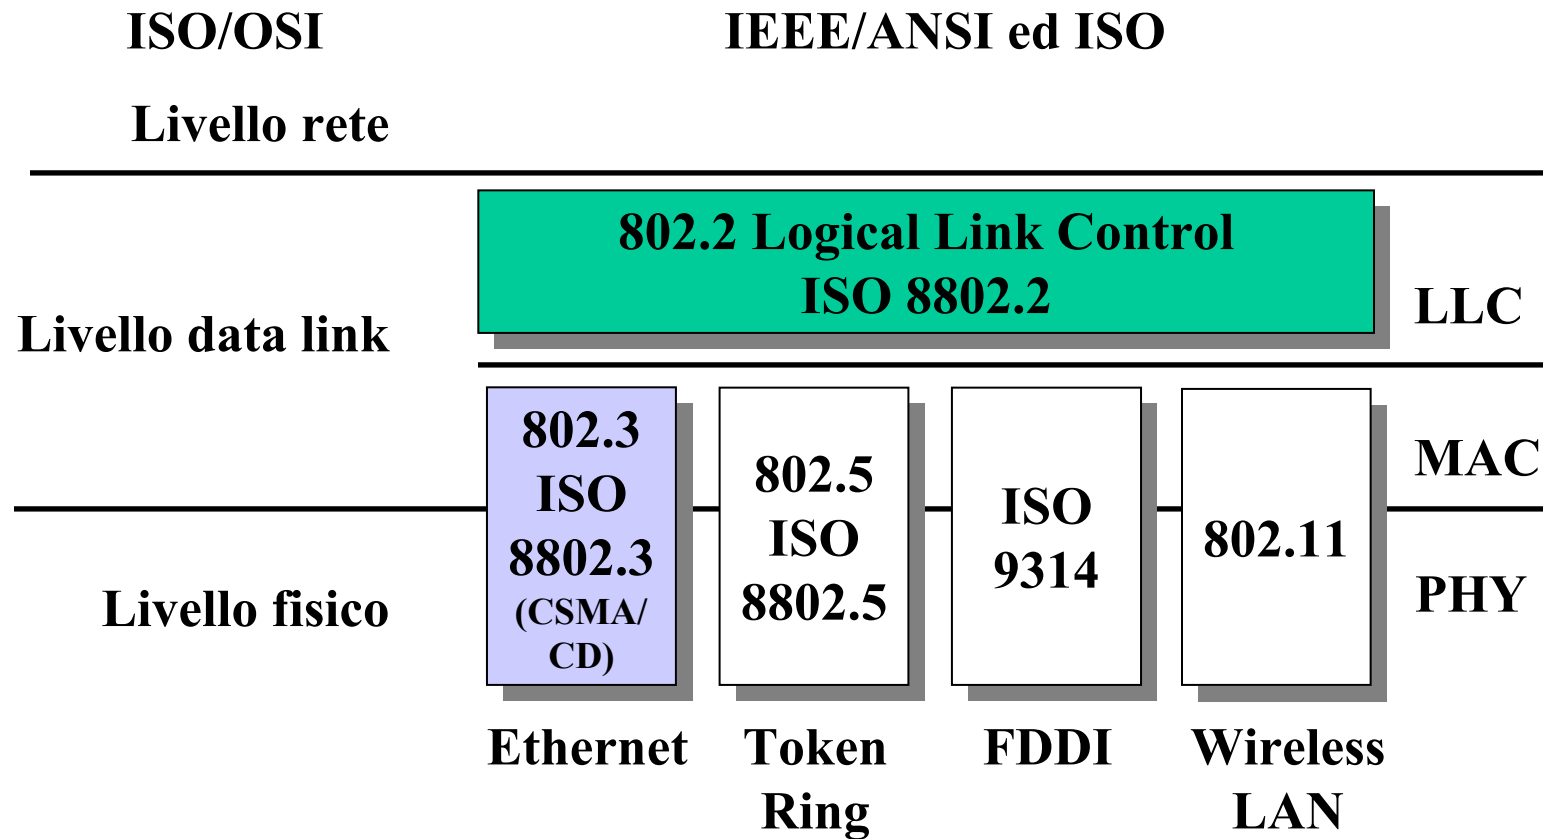 ISO/OSI
IEEE/ANSI ed ISO
Livello rete
802.2 Logical Link Control
ISO 8802.2
LLC
Livello data link
802.3
ISO
8802.3
(CSMA/
CD)
802.5
ISO
8802.5
ISO
9314
802.11
MAC
PHY
Livello fisico
Ethernet
Token
Ring
FDDI
Wireless
LAN